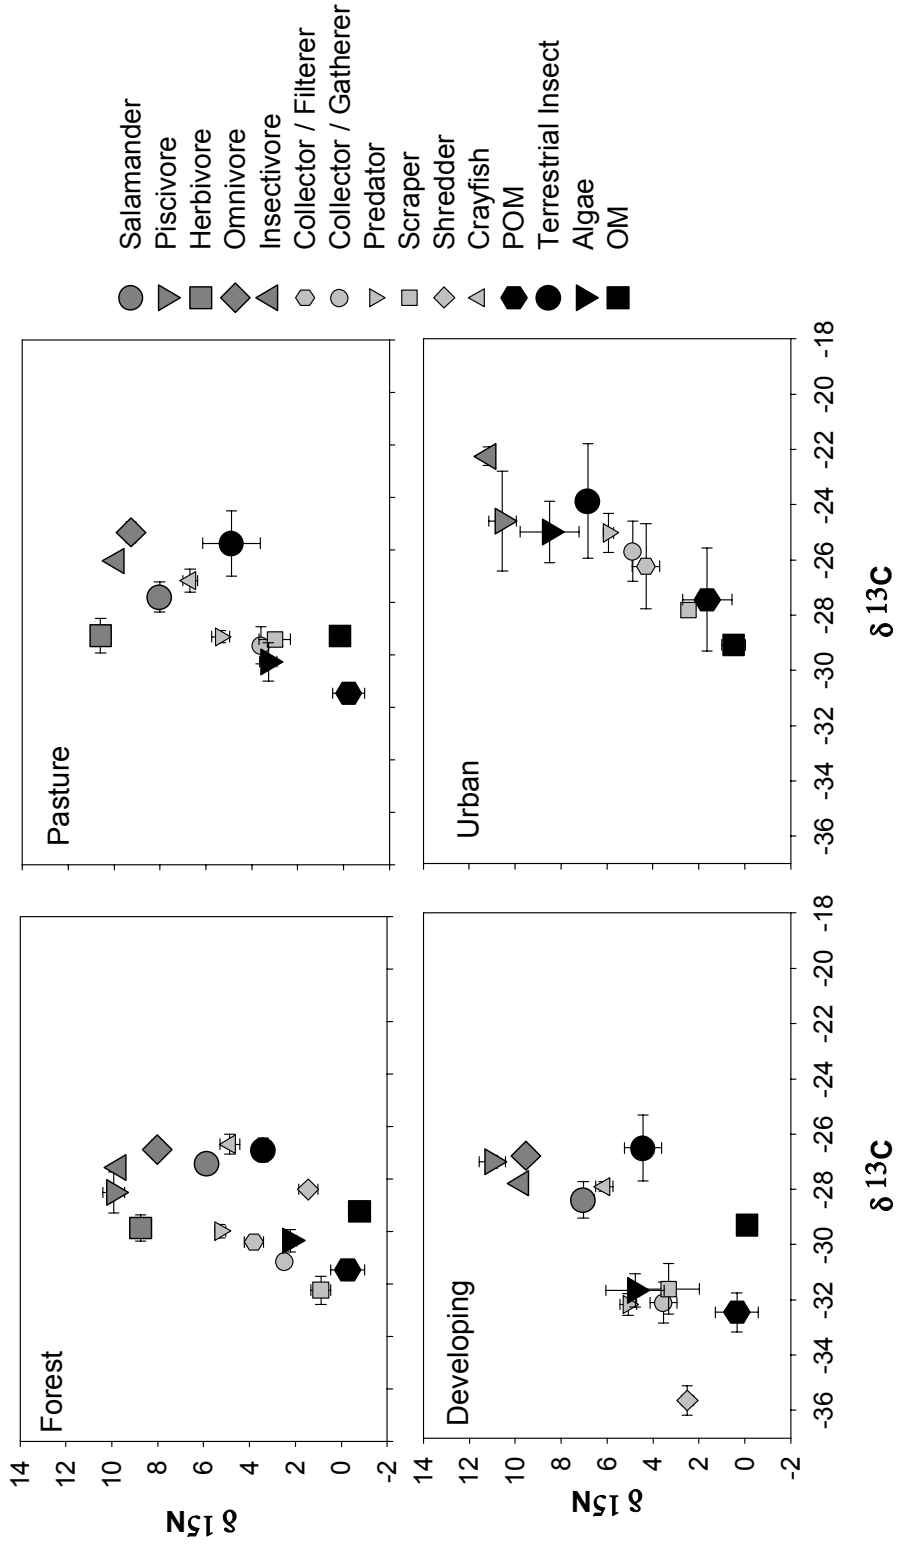 Forest
Pasture
14
12
10
8
6
4
2
0
-2
δ 15N
Developing
Urban
14
12
10
8
6
4
2
0
-2
δ 15N
-36
-34
-32
-30
-28
-26
-24
-22
-20
-18
δ 13C
-36
-34
-32
-30
-28
-26
-24
-22
-20
-18
δ 13C
Salamander
Piscivore
Herbivore
Omnivore
Insectivore
Collector / Filterer
Collector / Gatherer
Predator
Scraper
Shredder
Crayfish
POM
Terrestrial Insect
Algae
OM